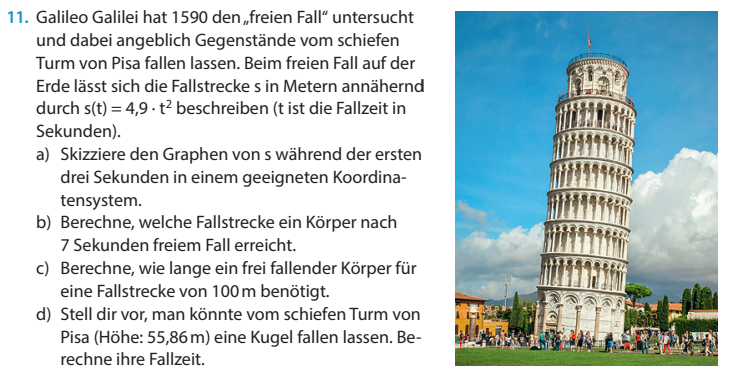 11. Galileo Galilei hat 1590 den „freien Fall“ untersucht
und dabei angeblich Gegenstände vom schiefen
Turm von Pisa fallen lassen. Beim freien Fall auf der
Erde lässt sich die Fallstrecke s in Metern annähernd
durch s(t) = 4,9 · t² beschreiben (t ist die Fallzeit in
Sekunden).
a) Skizziere den Graphen von s während der ersten
drei Sekunden in einem geeigneten Koordina-
tensystem.
b) Berechne, welche Fallstrecke ein Körper nach
7 Sekunden freiem Fall erreicht.
c) Berechne, wie lange ein frei fallender Körper für
eine Fallstrecke von 100 m benötigt.
d) Stell dir vor, man könnte vom schiefen Turm von
Pisa (Höhe: 55,86 m) eine Kugel fallen lassen. Be-
rechne ihre Fallzeit.